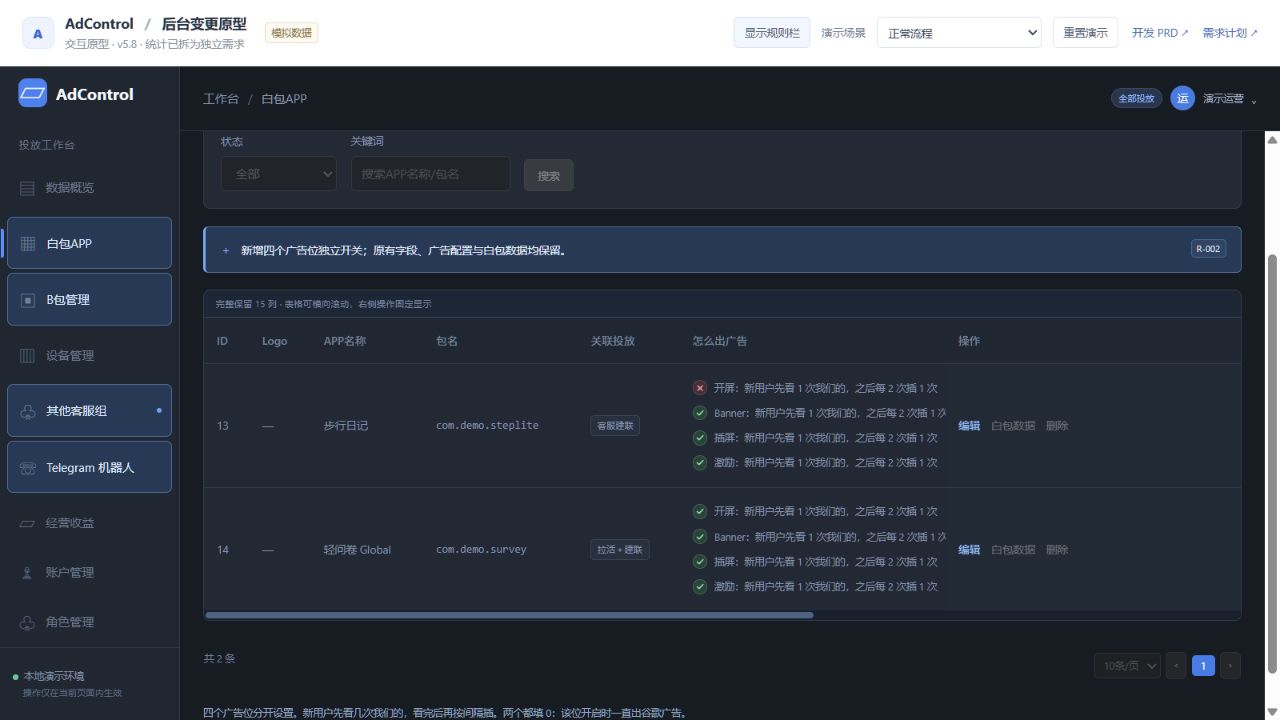 A
AdControl / 后台变更原型
交互原型 · v5.8 · 统计已拆为独立需求
模拟数据
显示规则栏
演示场景
正常流程
重置演示
开发 PRD ↗
需求计划 ↗
AdControl
投放工作台
数据概览
白包APP
B包管理
设备管理
其他客服组
Telegram 机器人
经营收益
账户管理
角色管理
本地演示环境
操作仅在当前页面内生效
工作台 / 白包APP
全部投放
运
演示运营
状态
关键词
全部
搜索APP名称/包名
搜索
+ 新增四个广告位独立开关；原有字段、广告配置与白包数据均保留。
R-002
完整保留 15 列 · 表格可横向滚动，右侧操作固定显示
ID Logo APP名称 包名 关联投放 怎么出广告 操作
13 — 步行日记 com.demo.steplite 客服建联
开屏：新用户先看 1 次我们的，之后每 2 次插 1 次
Banner：新用户先看 1 次我们的，之后每 2 次插 1 次
插屏：新用户先看 1 次我们的，之后每 2 次插 1 次
激励：新用户先看 1 次我们的，之后每 2 次插 1 次
编辑 白包数据 删除
14 — 轻问卷 Global com.demo.survey 拉活 + 建联
开屏：新用户先看 1 次我们的，之后每 2 次插 1 次
Banner：新用户先看 1 次我们的，之后每 2 次插 1 次
插屏：新用户先看 1 次我们的，之后每 2 次插 1 次
激励：新用户先看 1 次我们的，之后每 2 次插 1 次
编辑 白包数据 删除
共 2 条
10条/页
‹ 1 ›
四个广告位分开设置。新用户先看几次我们的，看完后再按间隔插。两个都填 0：该位开启时一直出谷歌广告。